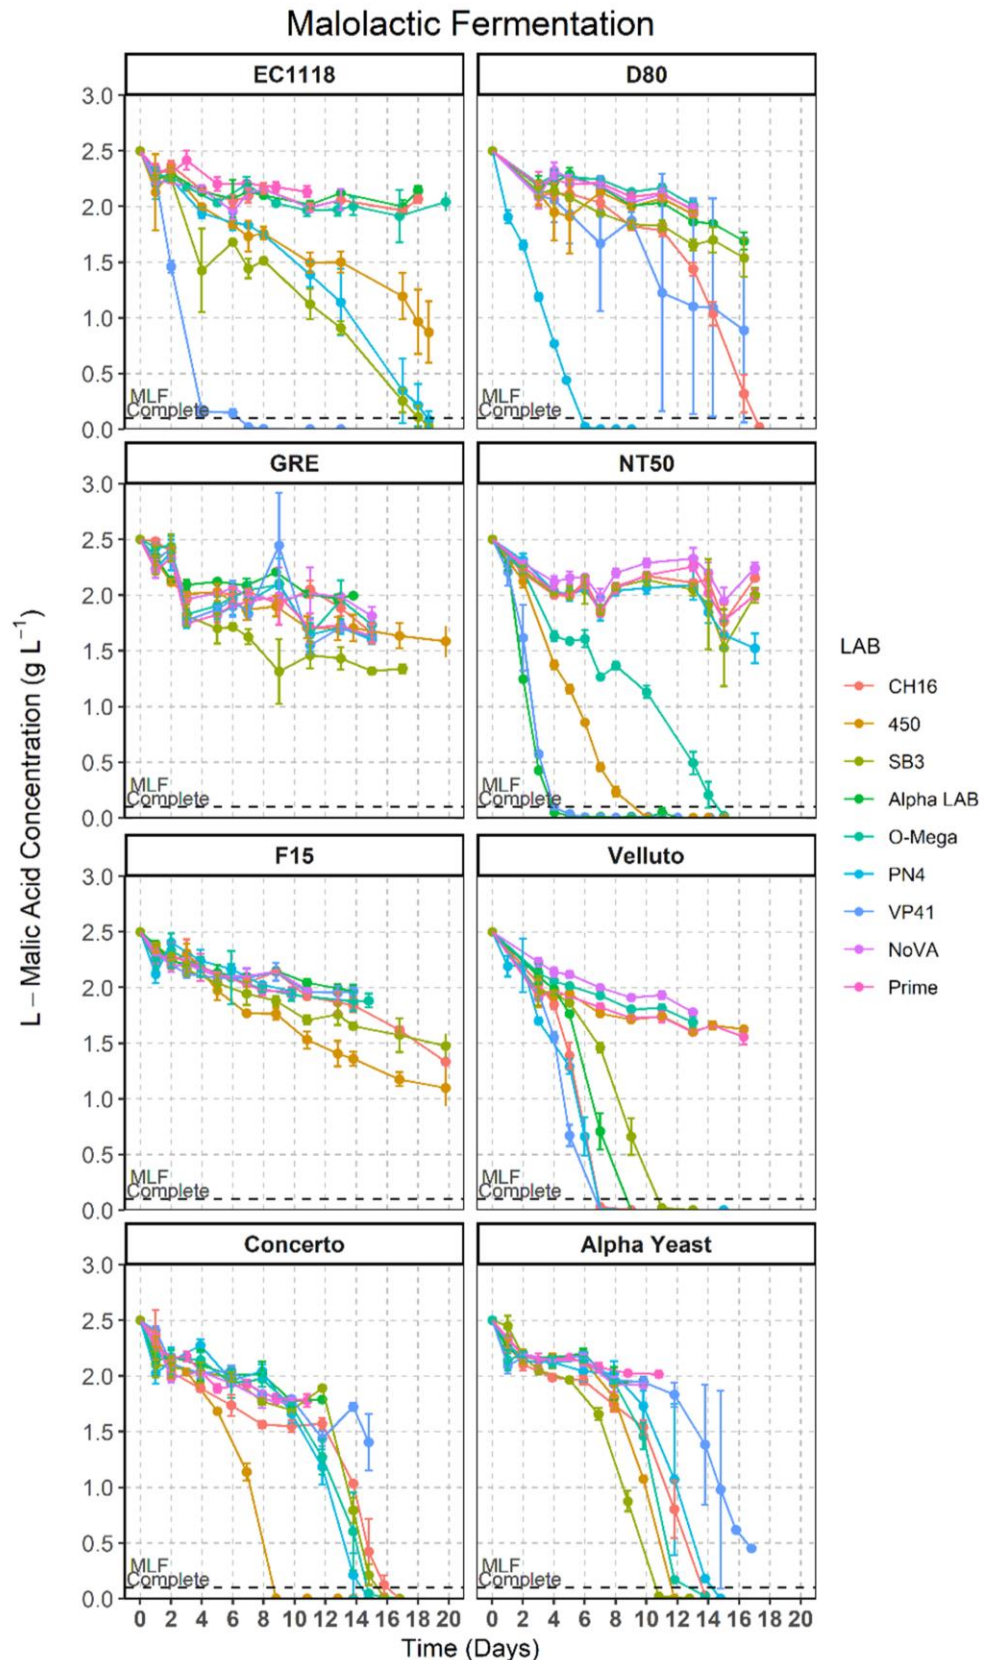 Malolactic Fermentation
EC1118
D80
3.0
2.5
2.0
1.5
1.0
0.5
0.0
MLF
Complete
MLF
Complete
GRE
NT50
3.0
2.5
2.0
1.5
1.0
0.5
0.0
MLF
Complete
MLF
Complete
F15
Velluto
3.0
2.5
2.0
1.5
1.0
0.5
0.0
MLF
Complete
MLF
Complete
Concerto
Alpha Yeast
3.0
2.5
2.0
1.5
1.0
0.5
0.0
MLF
Complete
MLF
Complete
0 2 4 6 8 10 12 14 16 18 20
0 2 4 6 8 10 12 14 16 18 20
Time (Days)
L – Malic Acid Concentration (g L⁻¹)
LAB
CH16
450
SB3
Alpha LAB
O-Mega
PN4
VP41
NoVA
Prime